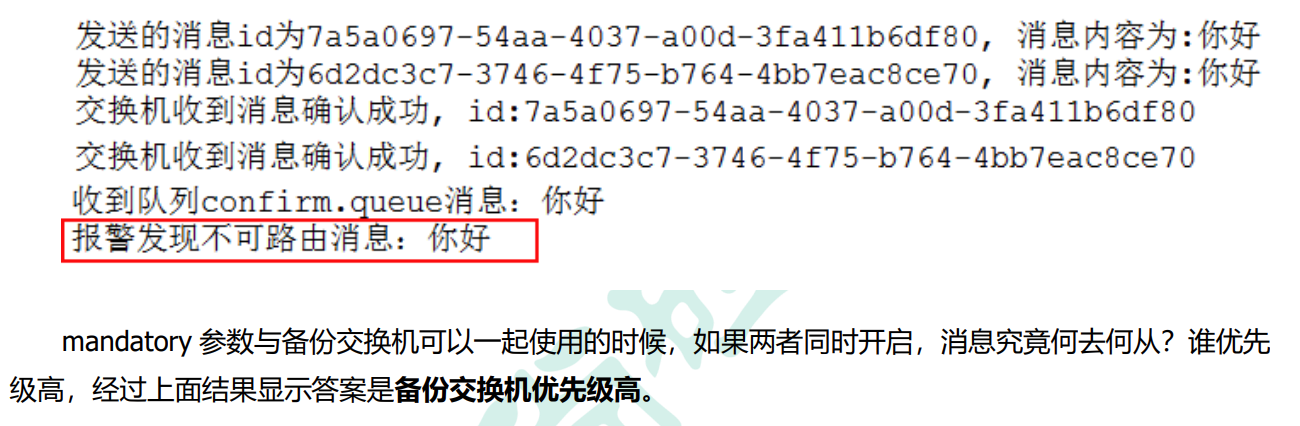 发送的消息id为7a5a0697-54aa-4037-a00d-3fa411b6df80, 消息内容为:你好
发送的消息id为6d2dc3c7-3746-4f75-b764-4bb7eac8ce70, 消息内容为:你好
交换机收到消息确认成功, id:7a5a0697-54aa-4037-a00d-3fa411b6df80
交换机收到消息确认成功, id:6d2dc3c7-3746-4f75-b764-4bb7eac8ce70
收到队列confirm.queue消息：你好
报警发现不可路由消息：你好
mandatory 参数与备份交换机可以一起使用的时候，如果两者同时开启，消息究竟何去何从？谁优先
级高，经过上面结果显示答案是备份交换机优先级高。